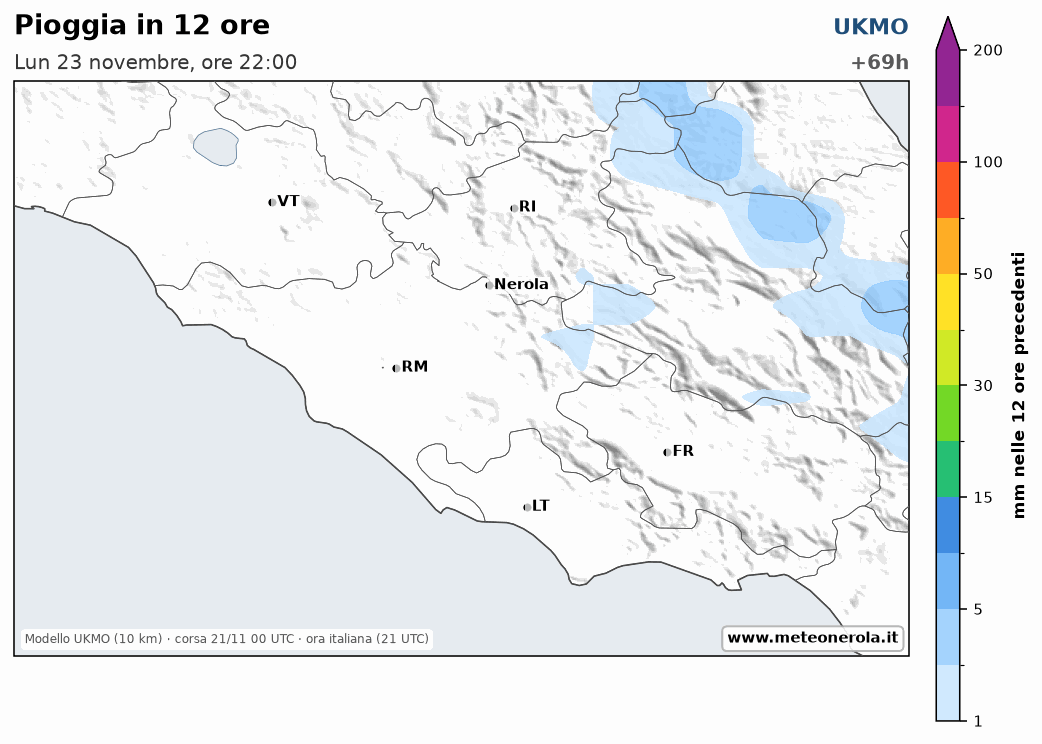 Pioggia in 12 ore
UKMO
Lun 23 novembre, ore 22:00
+69h
VT
RI
Nerola
RM
FR
LT
Modello UKMO (10 km) · corsa 21/11 00 UTC · ora italiana (21 UTC)
www.meteonerola.it
200
100
50
30
15
5
1
mm nelle 12 ore precedenti